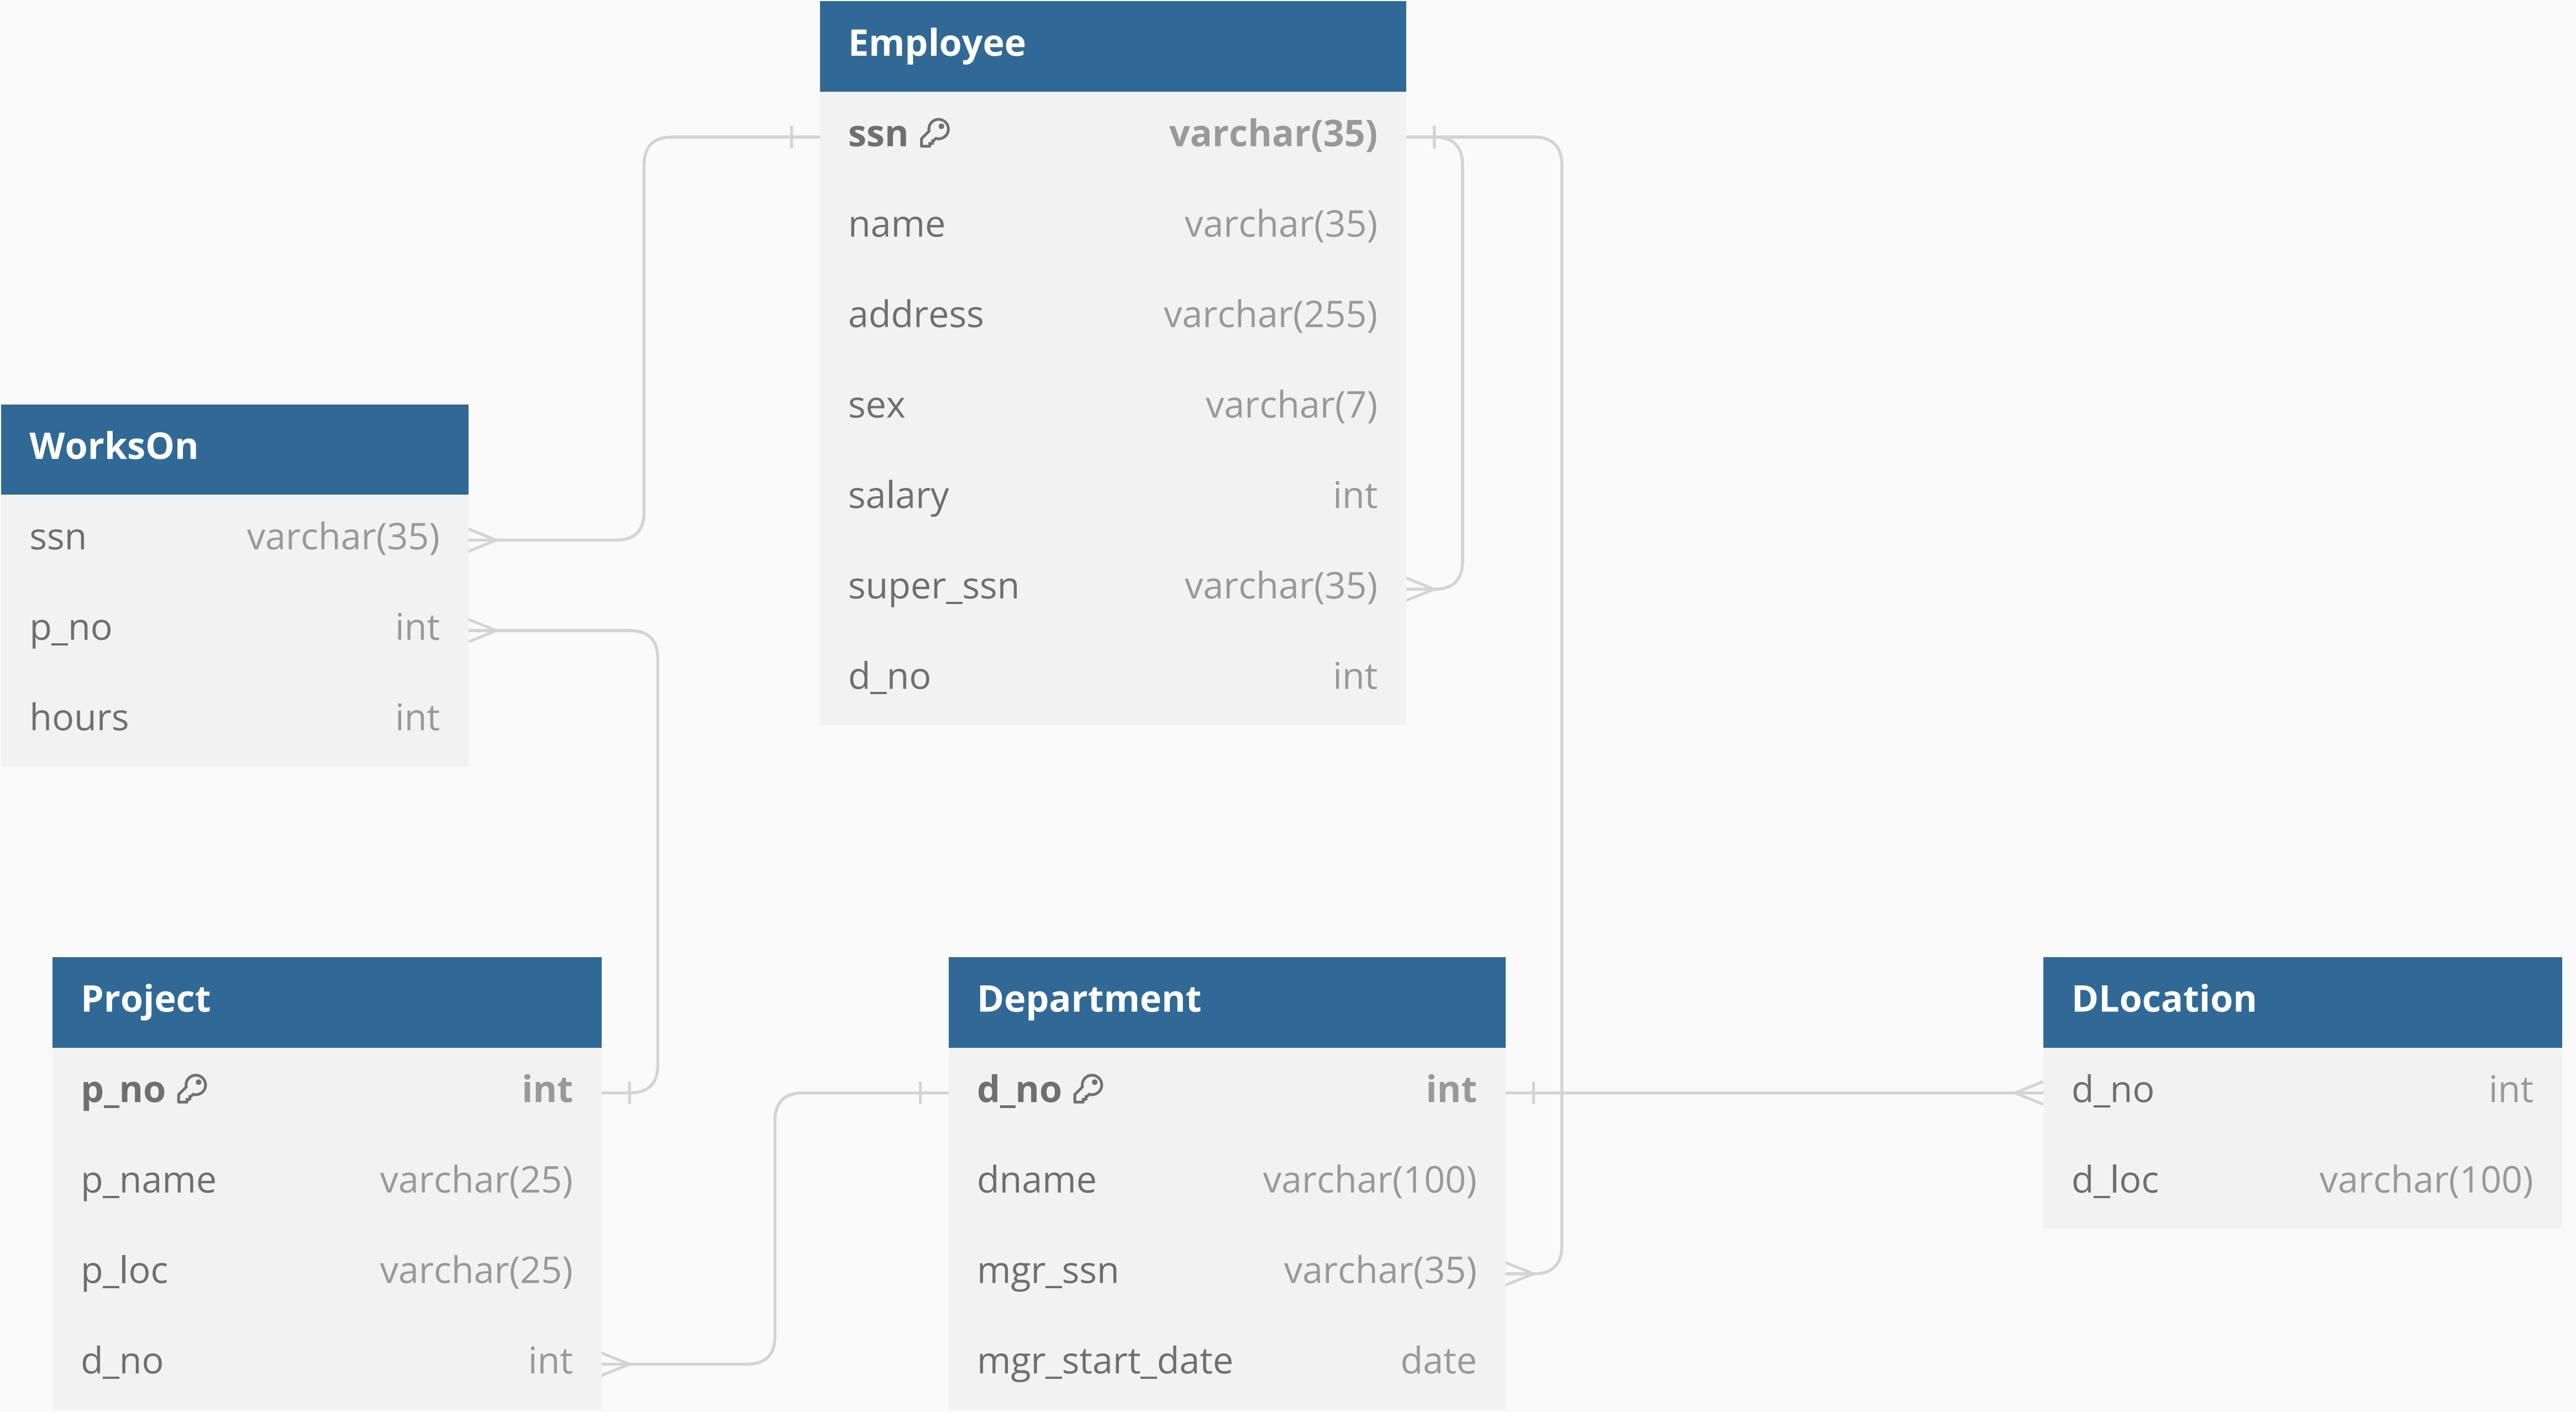 Employee
ssn varchar(35)
name varchar(35)
address varchar(255)
sex varchar(7)
salary int
super_ssn varchar(35)
d_no int
WorksOn
ssn varchar(35)
p_no int
hours int
Project
p_no int
p_name varchar(25)
p_loc varchar(25)
d_no int
Department
d_no int
dname varchar(100)
mgr_ssn varchar(35)
mgr_start_date date
DLocation
d_no int
d_loc varchar(100)